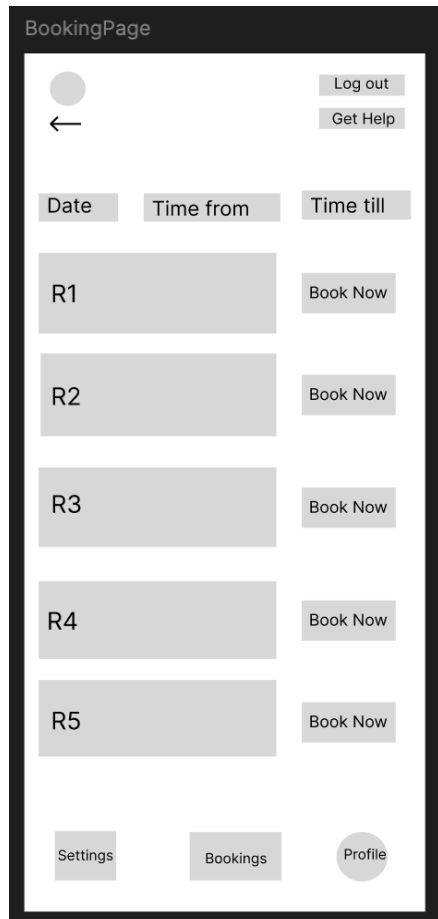 BookingPage
Log out
Get Help
Date Time from Time till
R1 Book Now
R2 Book Now
R3 Book Now
R4 Book Now
R5 Book Now
Settings Bookings Profile